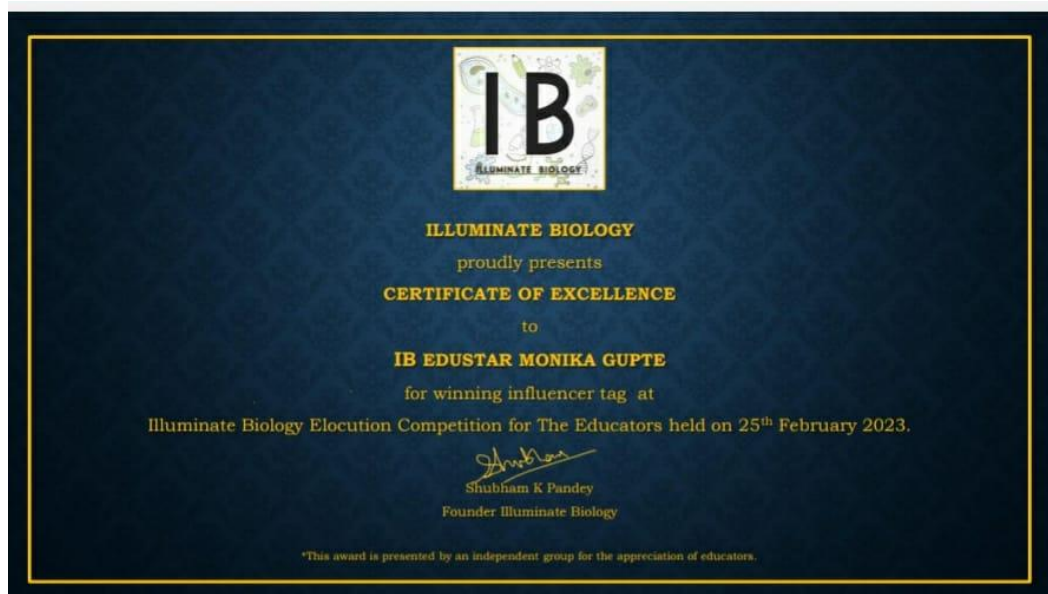 IB
ILLUMINATE BIOLOGY
ILLUMINATE BIOLOGY
proudly presents
CERTIFICATE OF EXCELLENCE
to
IB EDUSTAR MONIKA GUPTE
for winning influencer tag at
Illuminate Biology Elocution Competition for The Educators held on 25th February 2023.
Shubham
Shubham K Pandey
Founder Illuminate Biology
*This award is presented by an independent group for the appreciation of educators.